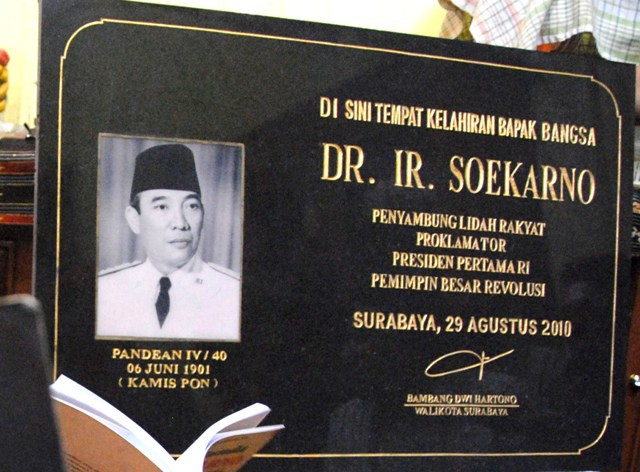 DI SINI TEMPAT KELAHIRAN BAPAK BANGSA
DR. IR. SOEKARNO
PENYAMBUNG LIDAH RAKYAT
PROKLAMATOR
PRESIDEN PERTAMA RI
PEMIMPIN BESAR REVOLUSI
SURABAYA, 29 AGUSTUS 2010
BAMBANG DWI HARTONO
WALIKOTA SURABAYA
PANDEAN IV / 40
06 JUNI 1901
( KAMIS PON )